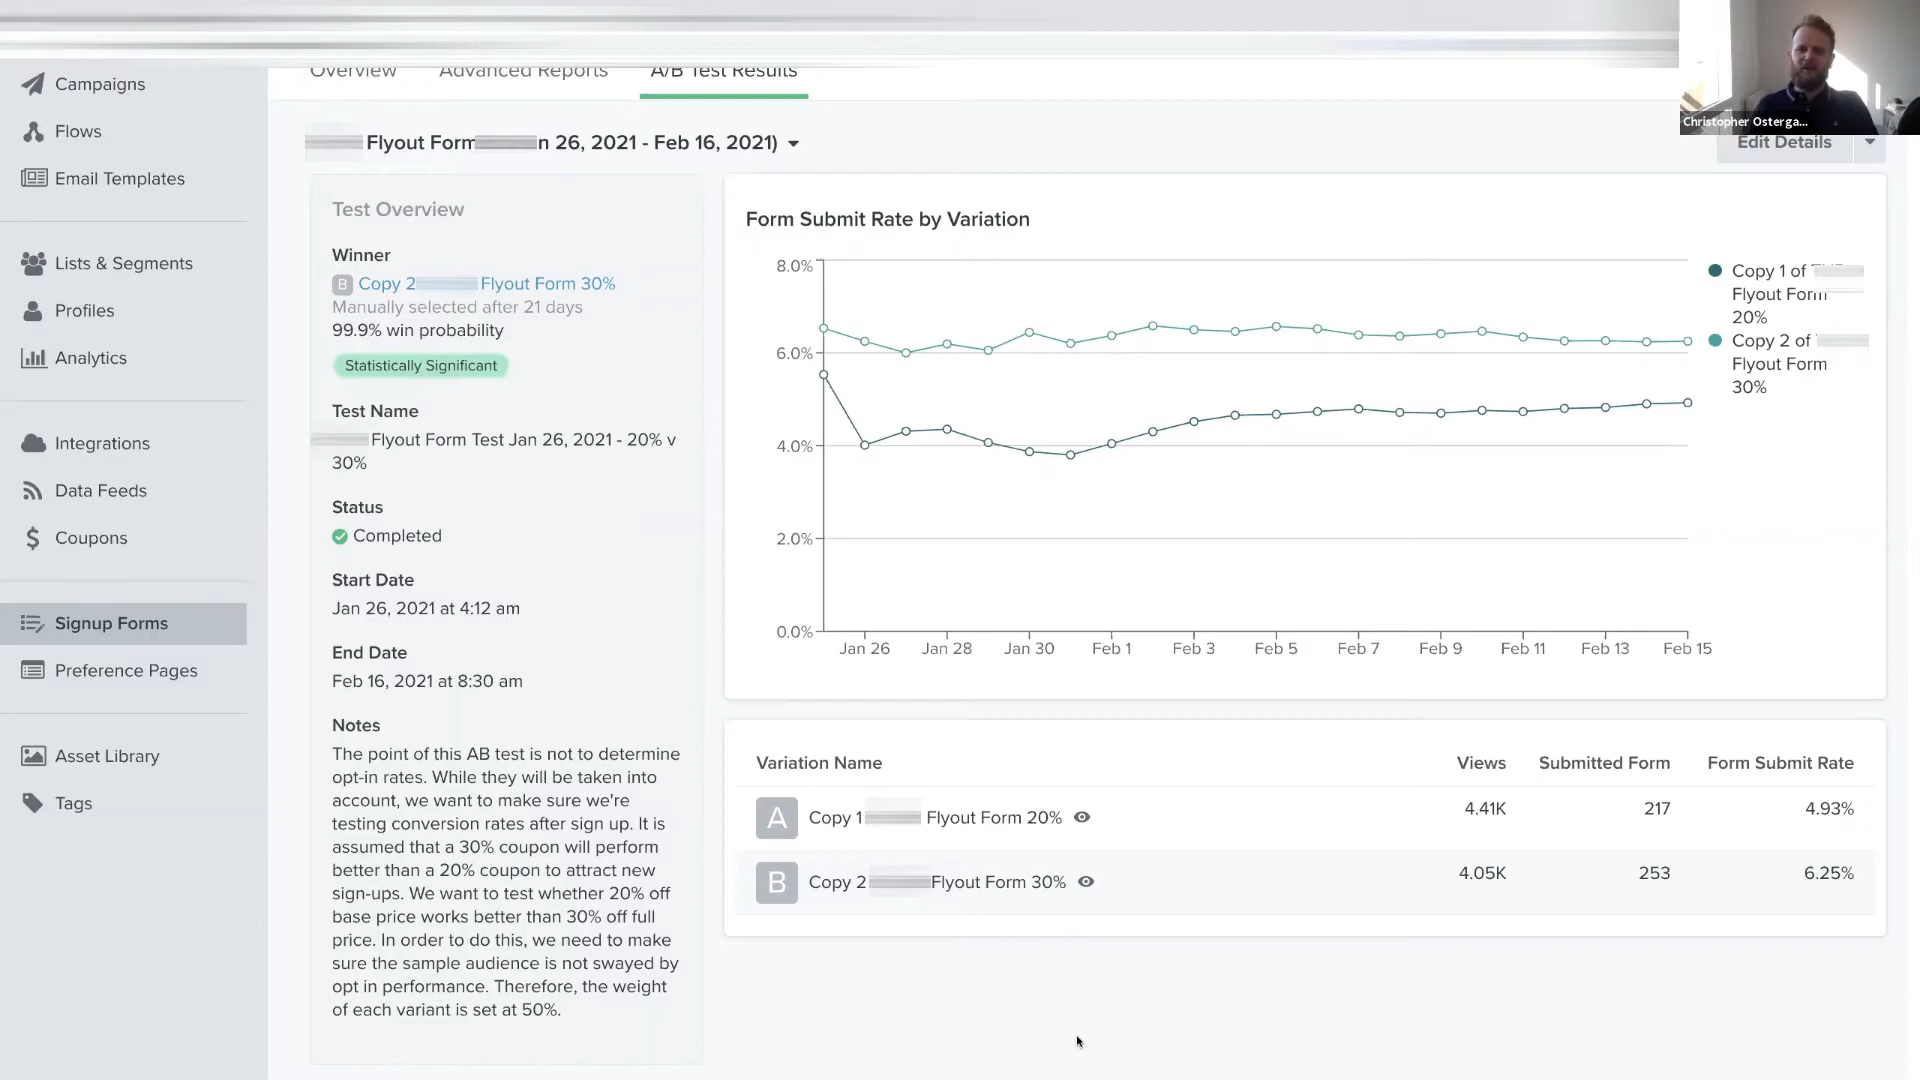 Overview Advanced Reports A/B Test Results
Christopher Osterga...
Campaigns
Flows
Email Templates
Lists & Segments
Profiles
Analytics
Integrations
Data Feeds
Coupons
Signup Forms
Preference Pages
Asset Library
Tags
Flyout Form n 26, 2021 - Feb 16, 2021)
Edit Details
Test Overview
Winner
B Copy 2 Flyout Form 30%
Manually selected after 21 days
99.9% win probability
Statistically Significant
Test Name
Flyout Form Test Jan 26, 2021 - 20% v
30%
Status
Completed
Start Date
Jan 26, 2021 at 4:12 am
End Date
Feb 16, 2021 at 8:30 am
Notes
The point of this AB test is not to determine
opt-in rates. While they will be taken into
account, we want to make sure we're
testing conversion rates after sign up. It is
assumed that a 30% coupon will perform
better than a 20% coupon to attract new
sign-ups. We want to test whether 20% off
base price works better than 30% off full
price. In order to do this, we need to make
sure the sample audience is not swayed by
opt in performance. Therefore, the weight
of each variant is set at 50%.
Form Submit Rate by Variation
8.0%
6.0%
4.0%
2.0%
0.0%
Jan 26 Jan 28 Jan 30 Feb 1 Feb 3 Feb 5 Feb 7 Feb 9 Feb 11 Feb 13 Feb 15
Copy 1 of
Flyout Form
20%
Copy 2 of
Flyout Form
30%
Variation Name Views Submitted Form Form Submit Rate
A Copy 1 Flyout Form 20% 4.41K 217 4.93%
B Copy 2 Flyout Form 30% 4.05K 253 6.25%